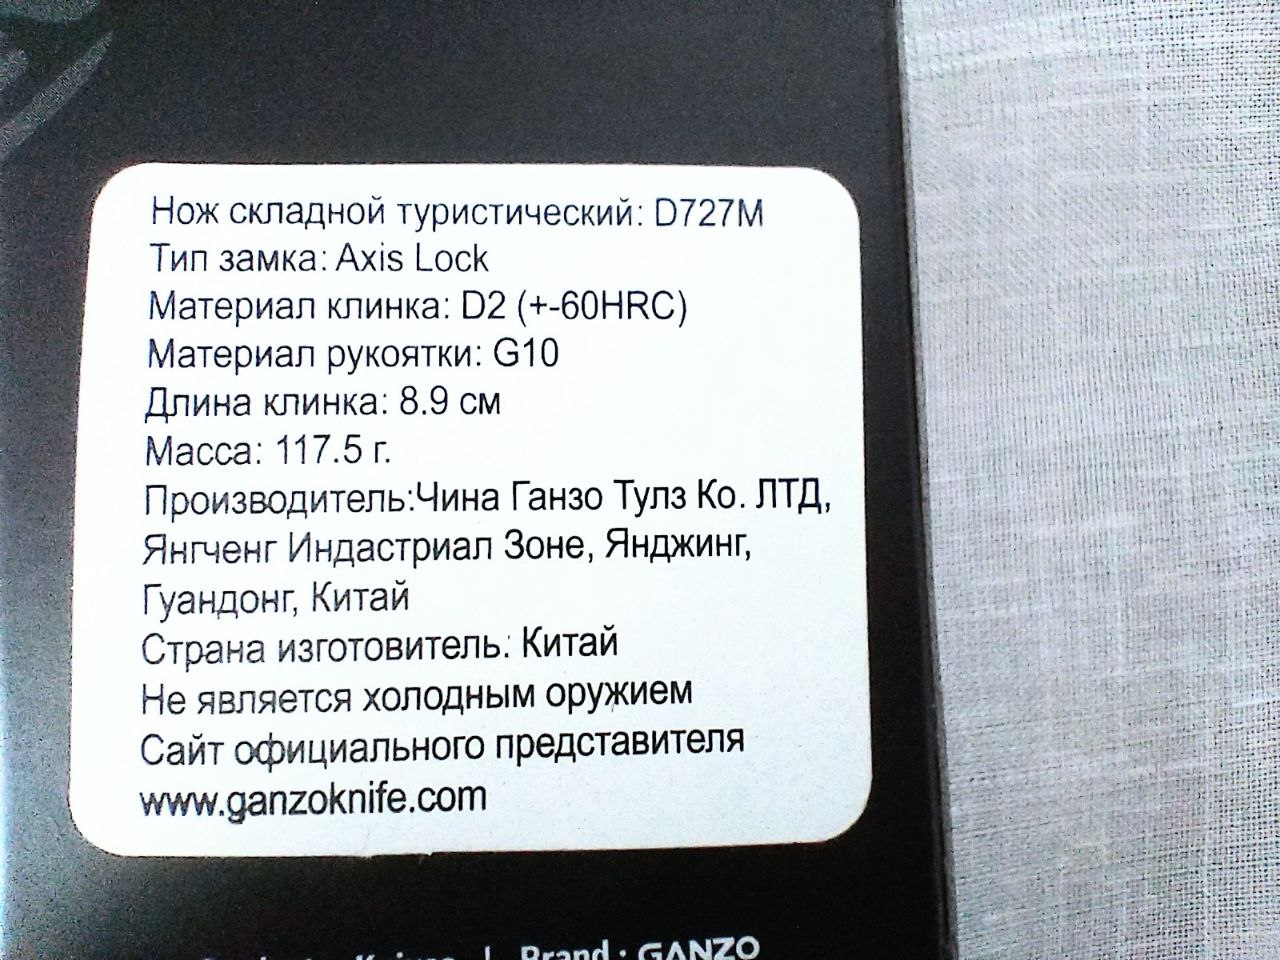 Нож складной туристический: D727M
Тип замка: Axis Lock
Материал клинка: D2 (+-60HRC)
Материал рукоятки: G10
Длина клинка: 8.9 см
Масса: 117.5 г.
Производитель:Чина Ганзо Тулз Ко. ЛТД,
Янгченг Индастриал Зоне, Янджинг,
Гуандонг, Китай
Страна изготовитель: Китай
Не является холодным оружием
Сайт официального представителя
www.ganzoknife.com
Knives | Brand : GANZO